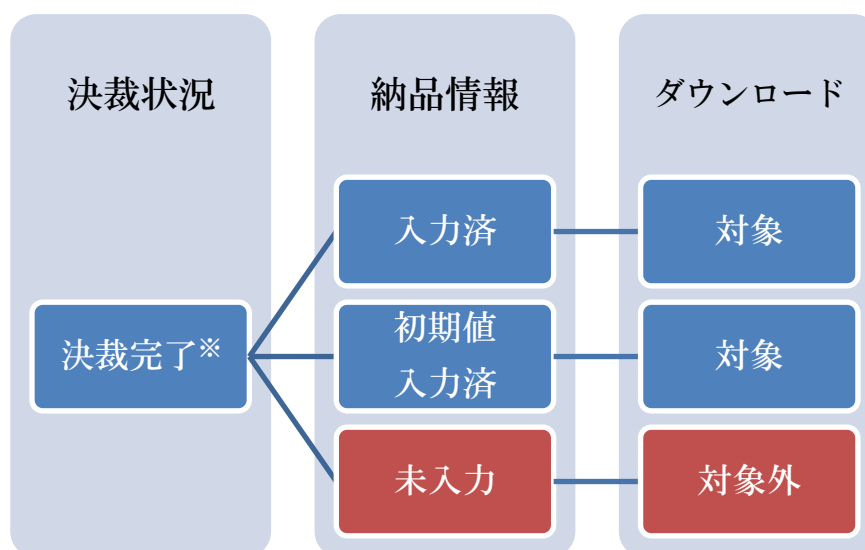 決裁状況
納品情報
ダウンロード
入力済
対象
決裁完了※
初期値
入力済
対象
未入力
対象外